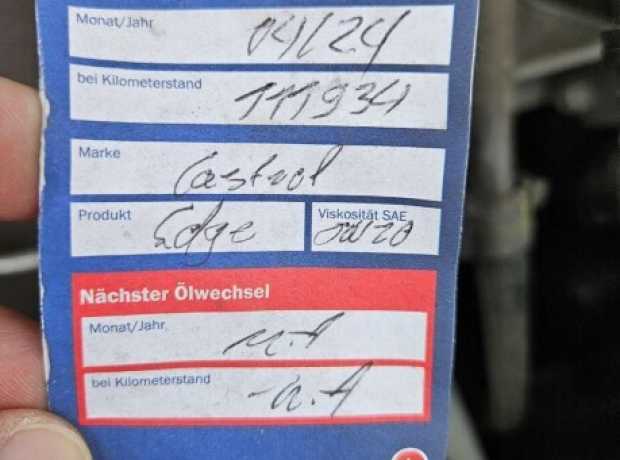 Monat/Jahr
04/24
bei Kilometerstand
111934
Marke
Castrol
Produkt
Edge
Viskosität SAE
0W20
Nächster Ölwechsel
Monat/Jahr
n.A
bei Kilometerstand
-n.A